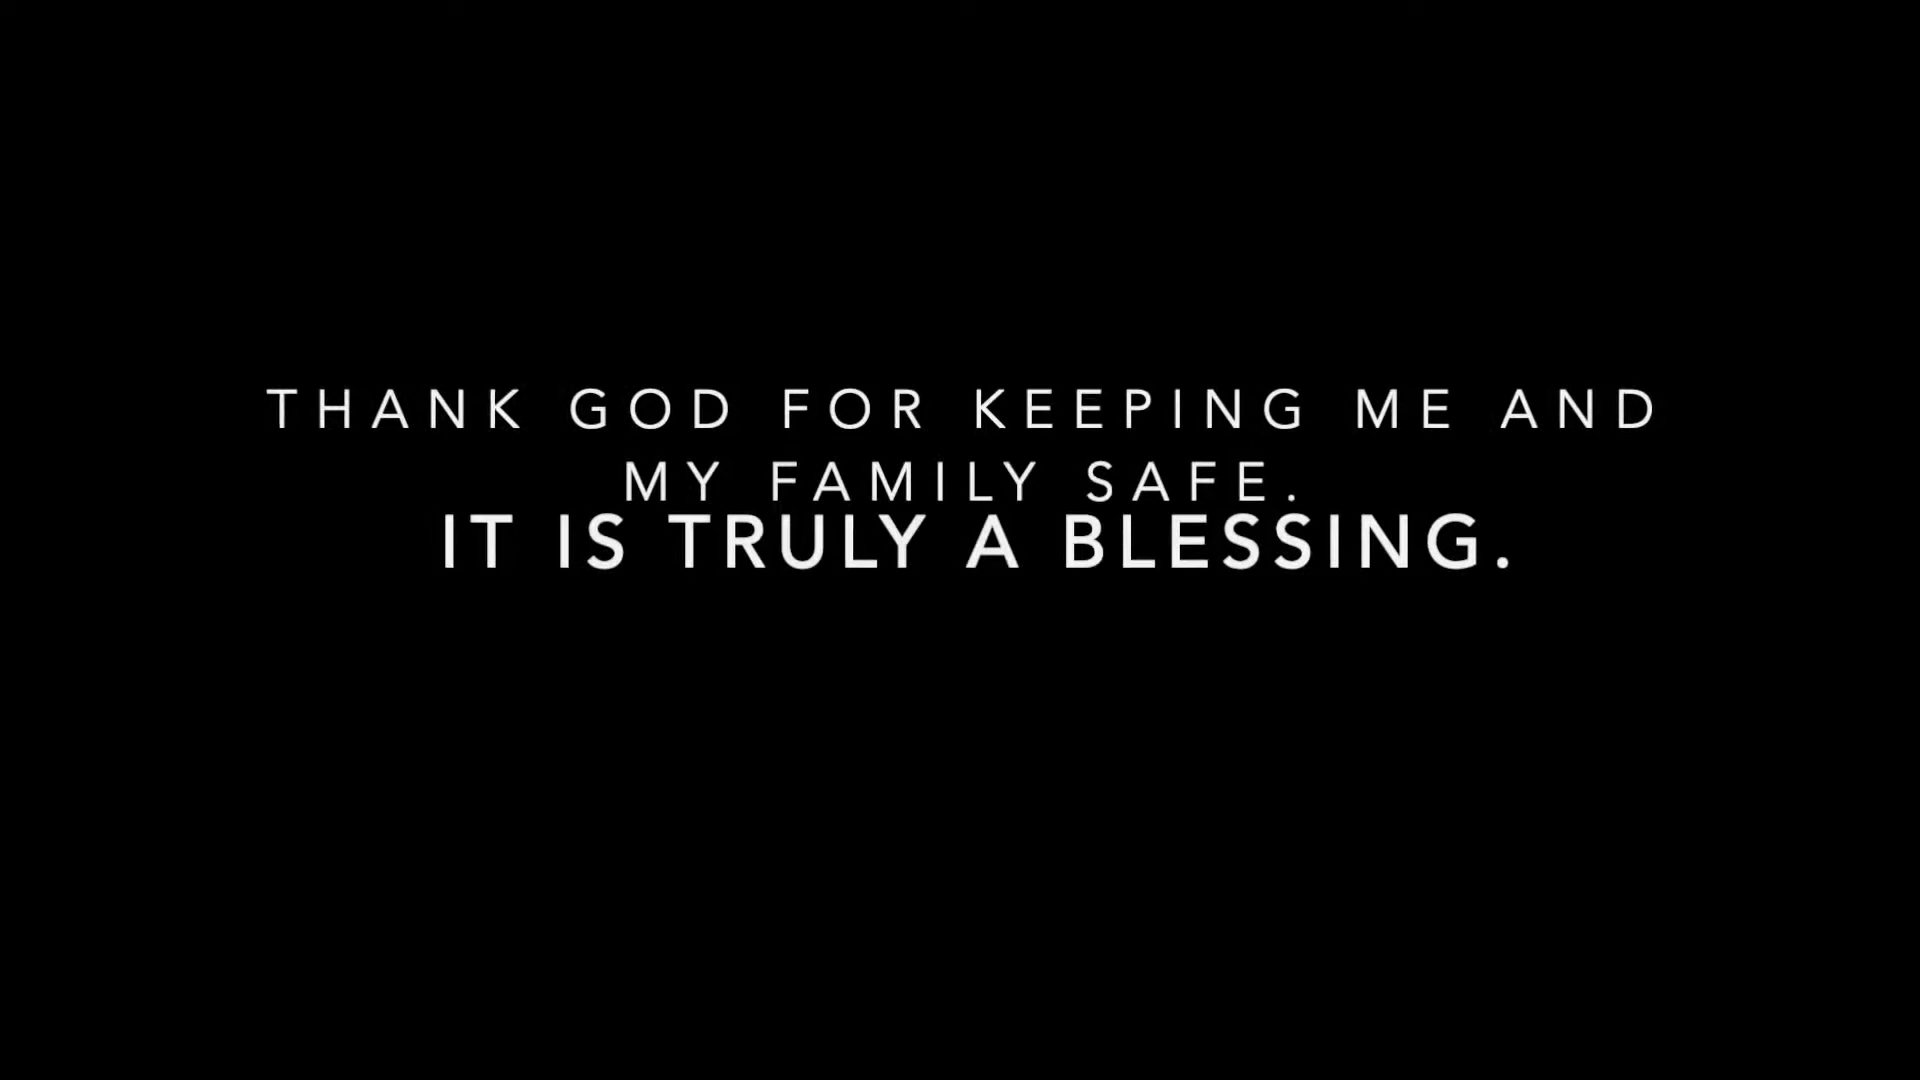 THANK GOD FOR KEEPING ME AND
MY FAMILY SAFE.
IT IS TRULY A BLESSING.